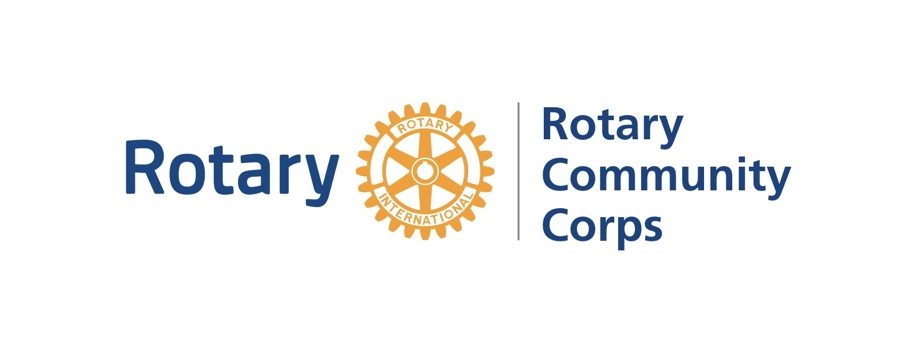 Rotary
ROTARY
INTERNATIONAL
Rotary
Community
Corps